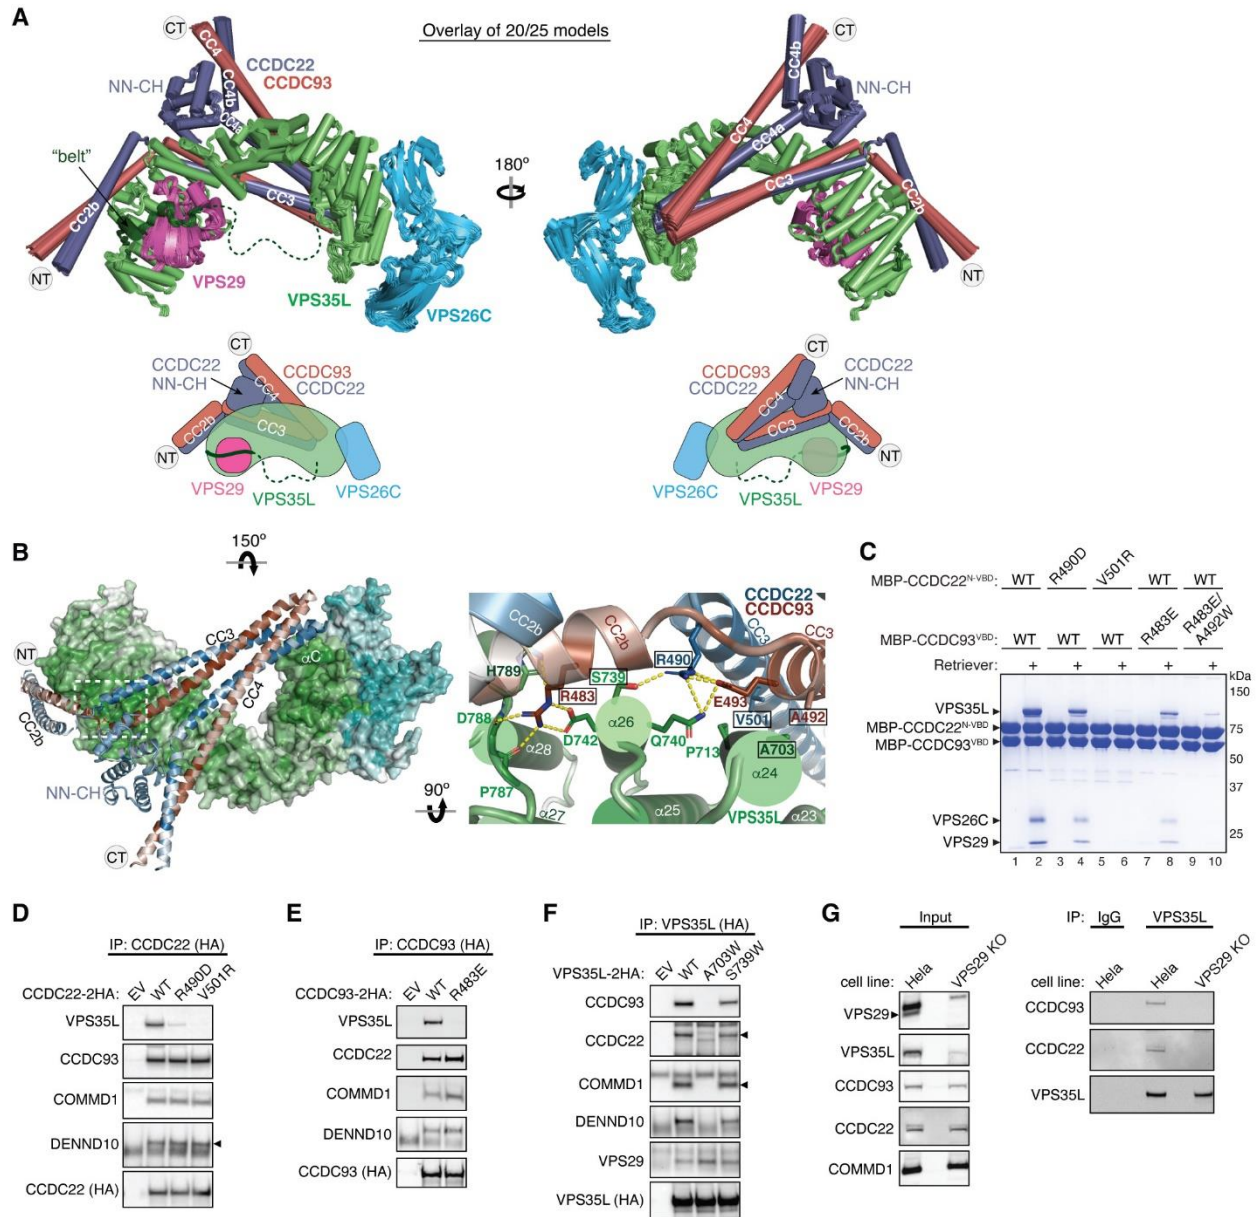 A
Overlay of 20/25 models
CT
CC4
CCDC22
CCDC93
NN-CH
CC4b
CC4a
"belt"
CC3
CC2b
NT
VPS29
VPS35L
VPS26C
180º
CT
CC4b
NN-CH
CC4
CC4a
CC3
CC2b
NT
CT
CCDC22
NN-CH
CCDC93
CCDC22
CC4
CC3
CC2b
NT
VPS29
VPS35L
VPS26C
CT
CCDC93
CCDC22
CCDC22
NN-CH
CC4
CC3
CC2b
NT
VPS26C
VPS35L
VPS29
B
150º
NT
CC3
αC
CC4
CC2b
NN-CH
CT
90º
CCDC22
CCDC93
CC2b
CC2b
CC3
CC3
H789
S739
R490
R483
E493
D788
α26
V501
A492
α28
D742
Q740
P713
A703
P787
α24
α27
α25
VPS35L
α23
C
MBP-CCDC22N-VBD: WT R490D V501R WT WT
MBP-CCDC93VBD: WT WT WT R483E R483E/A492W
Retriever: + + + + +
kDa
VPS35L
MBP-CCDC22N-VBD
MBP-CCDC93VBD
VPS26C
VPS29
150
75
50
37
25
1 2 3 4 5 6 7 8 9 10
D
IP: CCDC22 (HA)
CCDC22-2HA: EV WT R490D V501R
VPS35L
CCDC93
COMMD1
DENND10
CCDC22 (HA)
E
IP: CCDC93 (HA)
CCDC93-2HA: EV WT R483E
VPS35L
CCDC22
COMMD1
DENND10
CCDC93 (HA)
F
IP: VPS35L (HA)
VPS35L-2HA: EV WT A703W S739W
CCDC93
CCDC22
COMMD1
DENND10
VPS29
VPS35L (HA)
G
Input
cell line: Hela VPS29 KO
VPS29
VPS35L
CCDC93
CCDC22
COMMD1
IP: IgG VPS35L
cell line: Hela Hela VPS29 KO
CCDC93
CCDC22
VPS35L